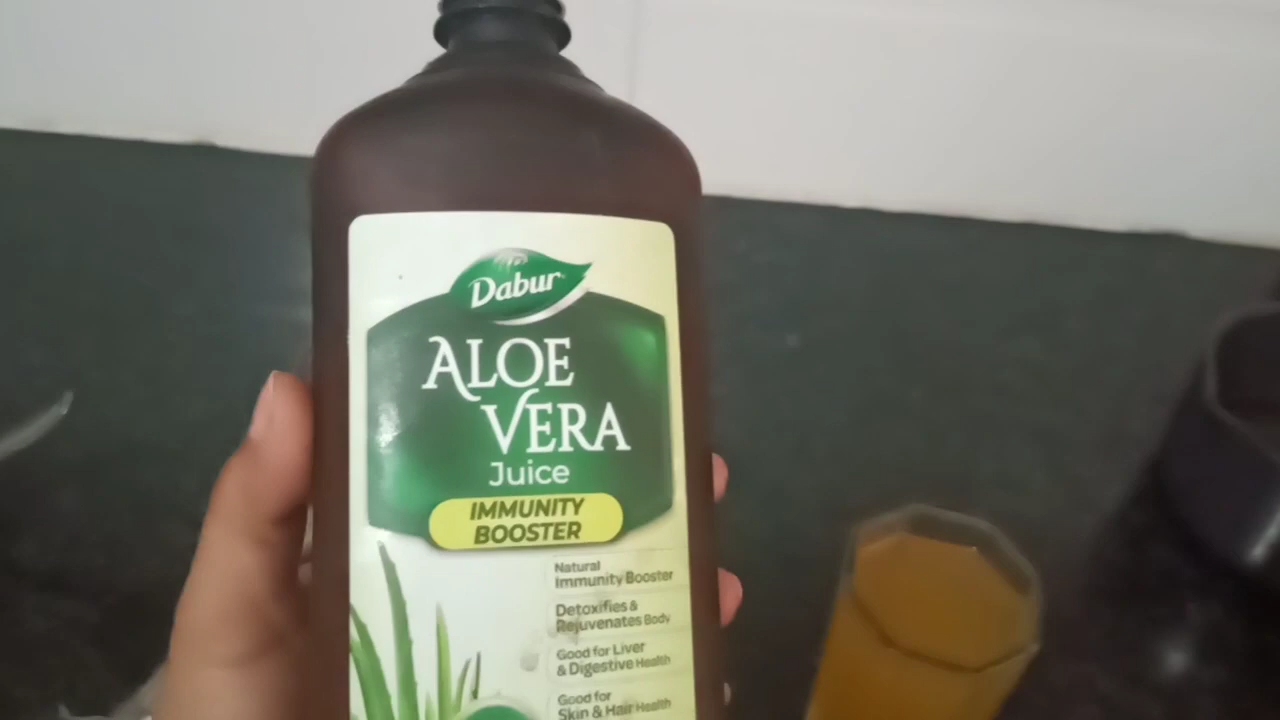 Dabur
ALOE
VERA
Juice
IMMUNITY
BOOSTER
Natural
Immunity Booster
Detoxifies &
Rejuvenates Body
Good for Liver
& Digestive Health
Good for
Skin & Hair Health